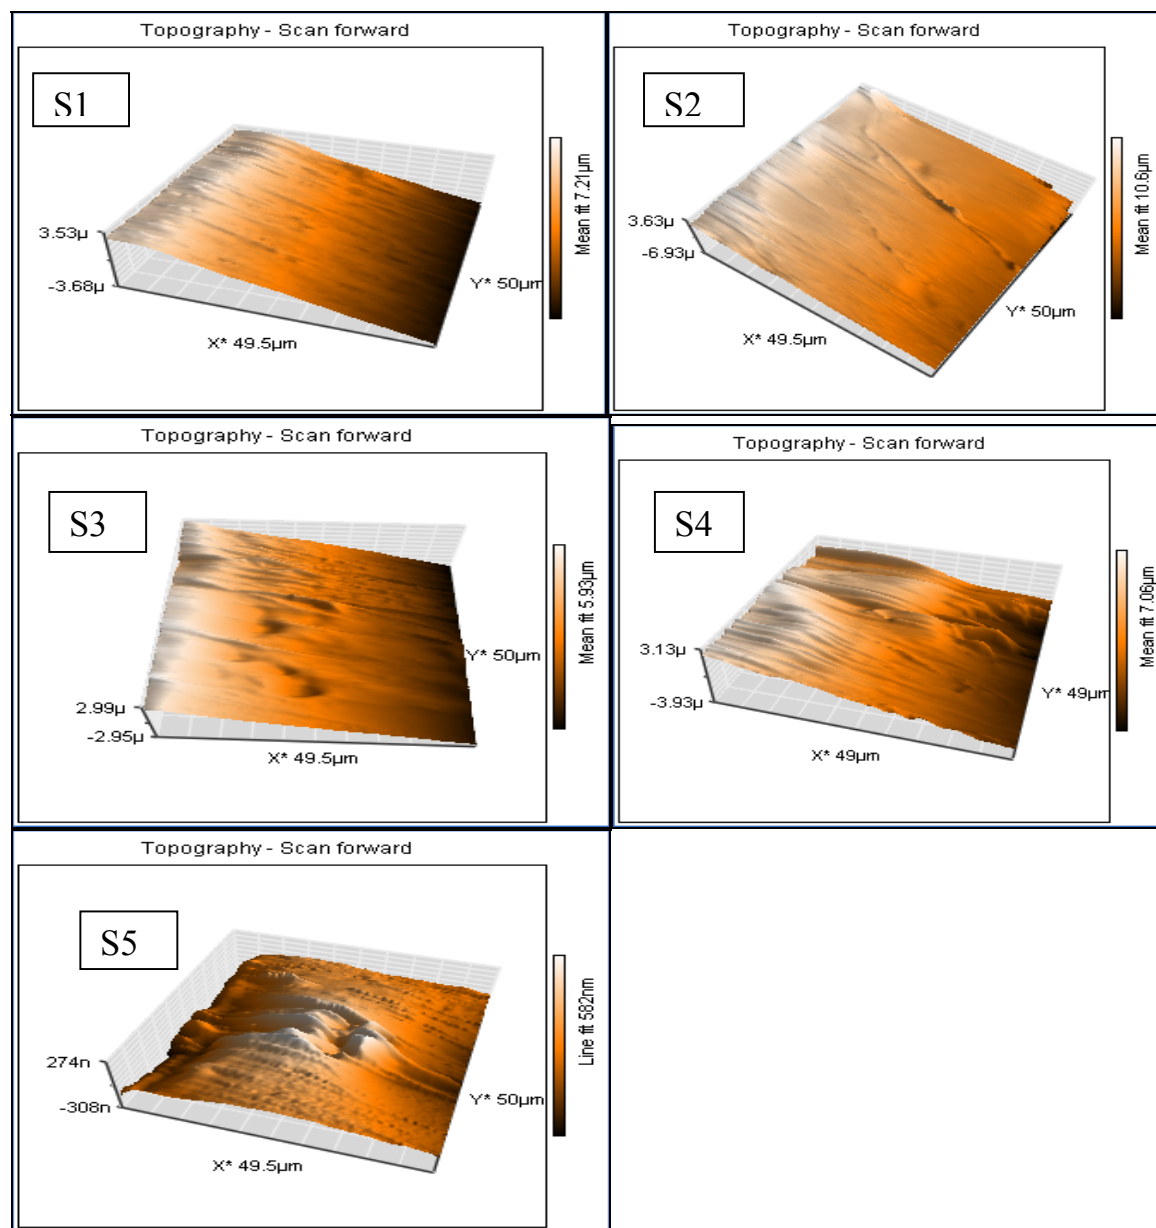 Topography - Scan forward
S1
3.53µ
-3.68µ
X* 49.5µm
Y* 50µm
Mean fit 7.21µm
Topography - Scan forward
S2
3.63µ
-6.93µ
X* 49.5µm
Y* 50µm
Mean fit 10.6µm
Topography - Scan forward
S3
2.99µ
-2.95µ
X* 49.5µm
Y* 50µm
Mean fit 5.93µm
Topography - Scan forward
S4
3.13µ
-3.93µ
X* 49µm
Y* 49µm
Mean fit 7.06µm
Topography - Scan forward
S5
274n
-308n
X* 49.5µm
Y* 50µm
Line fit 582nm